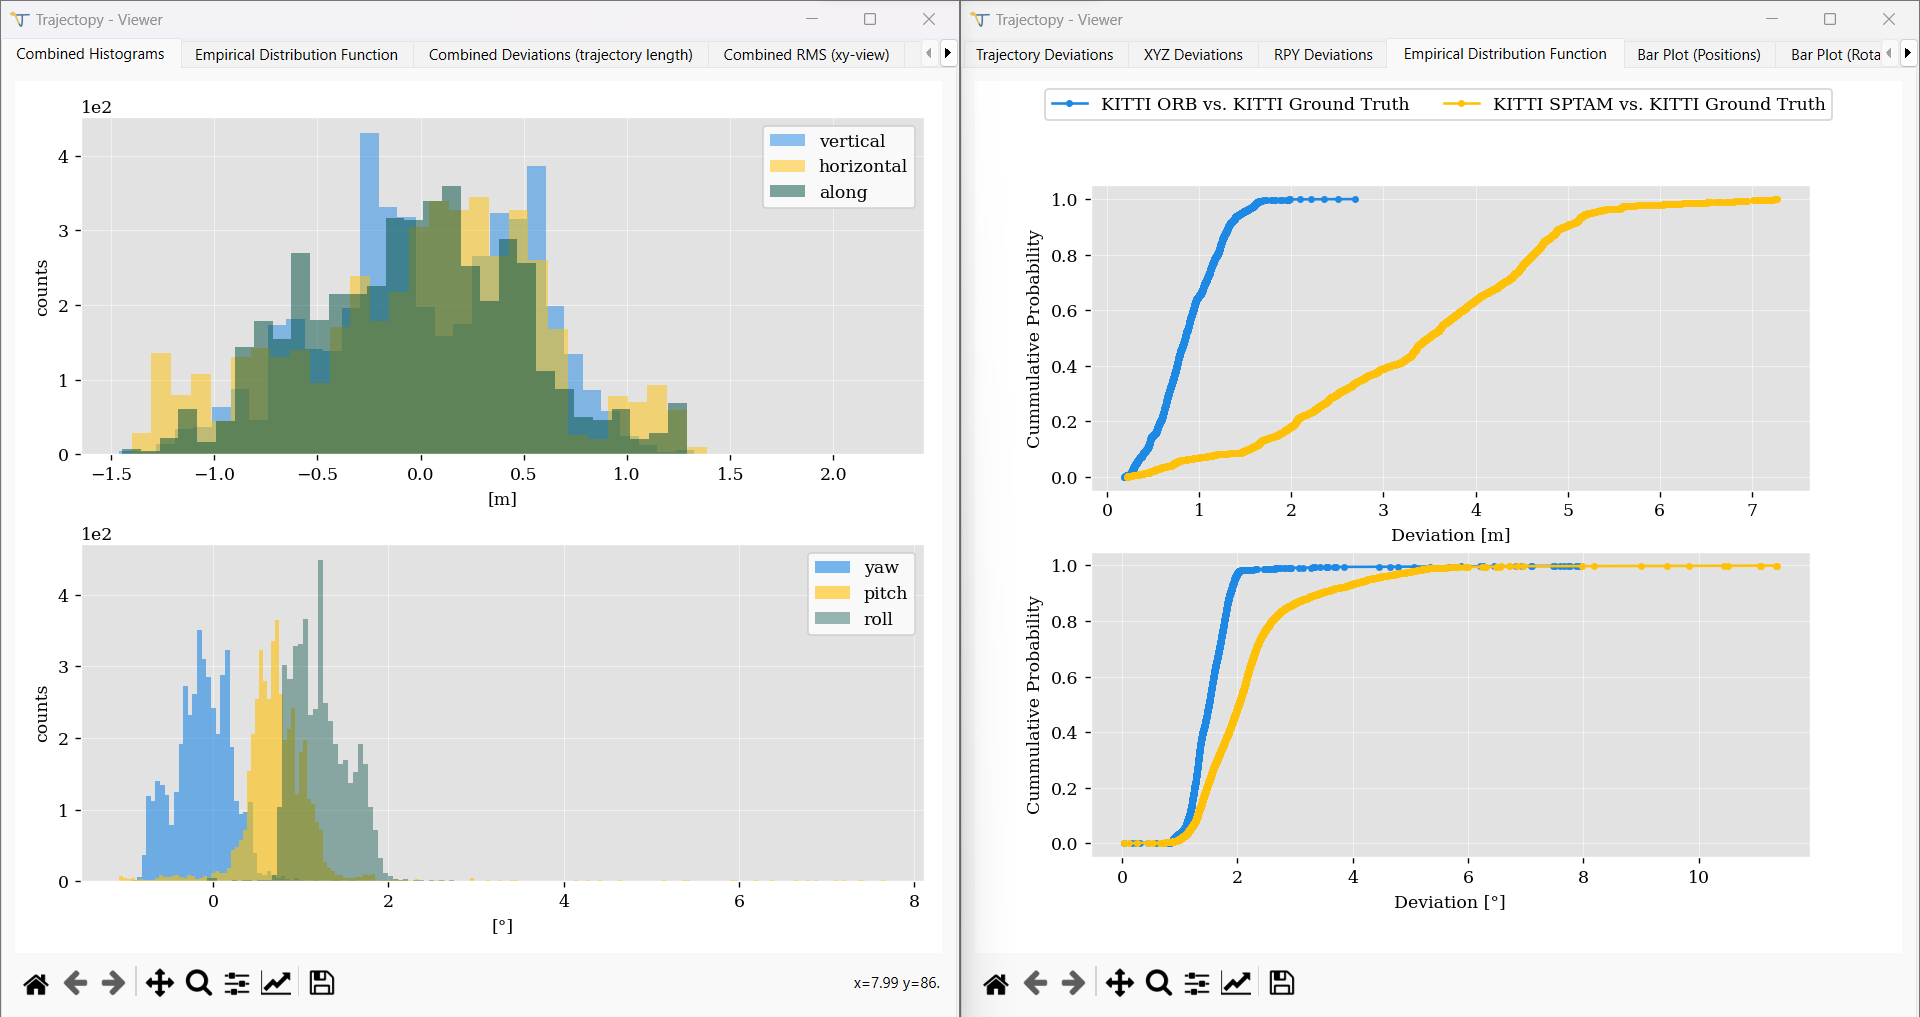 Trajectopy - Viewer
Combined Histograms
Empirical Distribution Function
Combined Deviations (trajectory length)
Combined RMS (xy-view)
1e2
vertical
horizontal
along
4
3
2
1
0
counts
−1.5
−1.0
−0.5
0.0
0.5
1.0
1.5
2.0
[m]
1e2
yaw
pitch
roll
4
3
2
1
0
counts
0
2
4
6
8
[°]
x=7.99 y=86.
Trajectopy - Viewer
Trajectory Deviations
XYZ Deviations
RPY Deviations
Empirical Distribution Function
Bar Plot (Positions)
Bar Plot (Rota
KITTI ORB vs. KITTI Ground Truth
KITTI SPTAM vs. KITTI Ground Truth
1.0
0.8
0.6
0.4
0.2
0.0
Cummulative Probability
0
1
2
3
4
5
6
7
Deviation [m]
1.0
0.8
0.6
0.4
0.2
0.0
Cummulative Probability
0
2
4
6
8
10
Deviation [°]